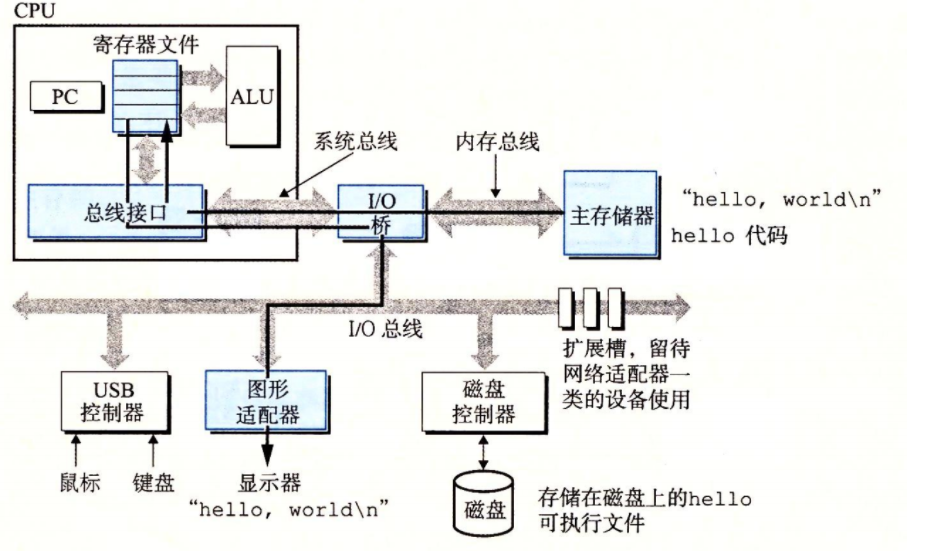 CPU
寄存器文件
PC
ALU
系统总线
内存总线
总线接口
I/O
桥
主存储器
“hello, world\n”
hello 代码
I/O 总线
扩展槽，留待
网络适配器一
类的设备使用
USB
控制器
图形
适配器
磁盘
控制器
鼠标
键盘
显示器
“hello, world\n”
磁盘
存储在磁盘上的hello
可执行文件